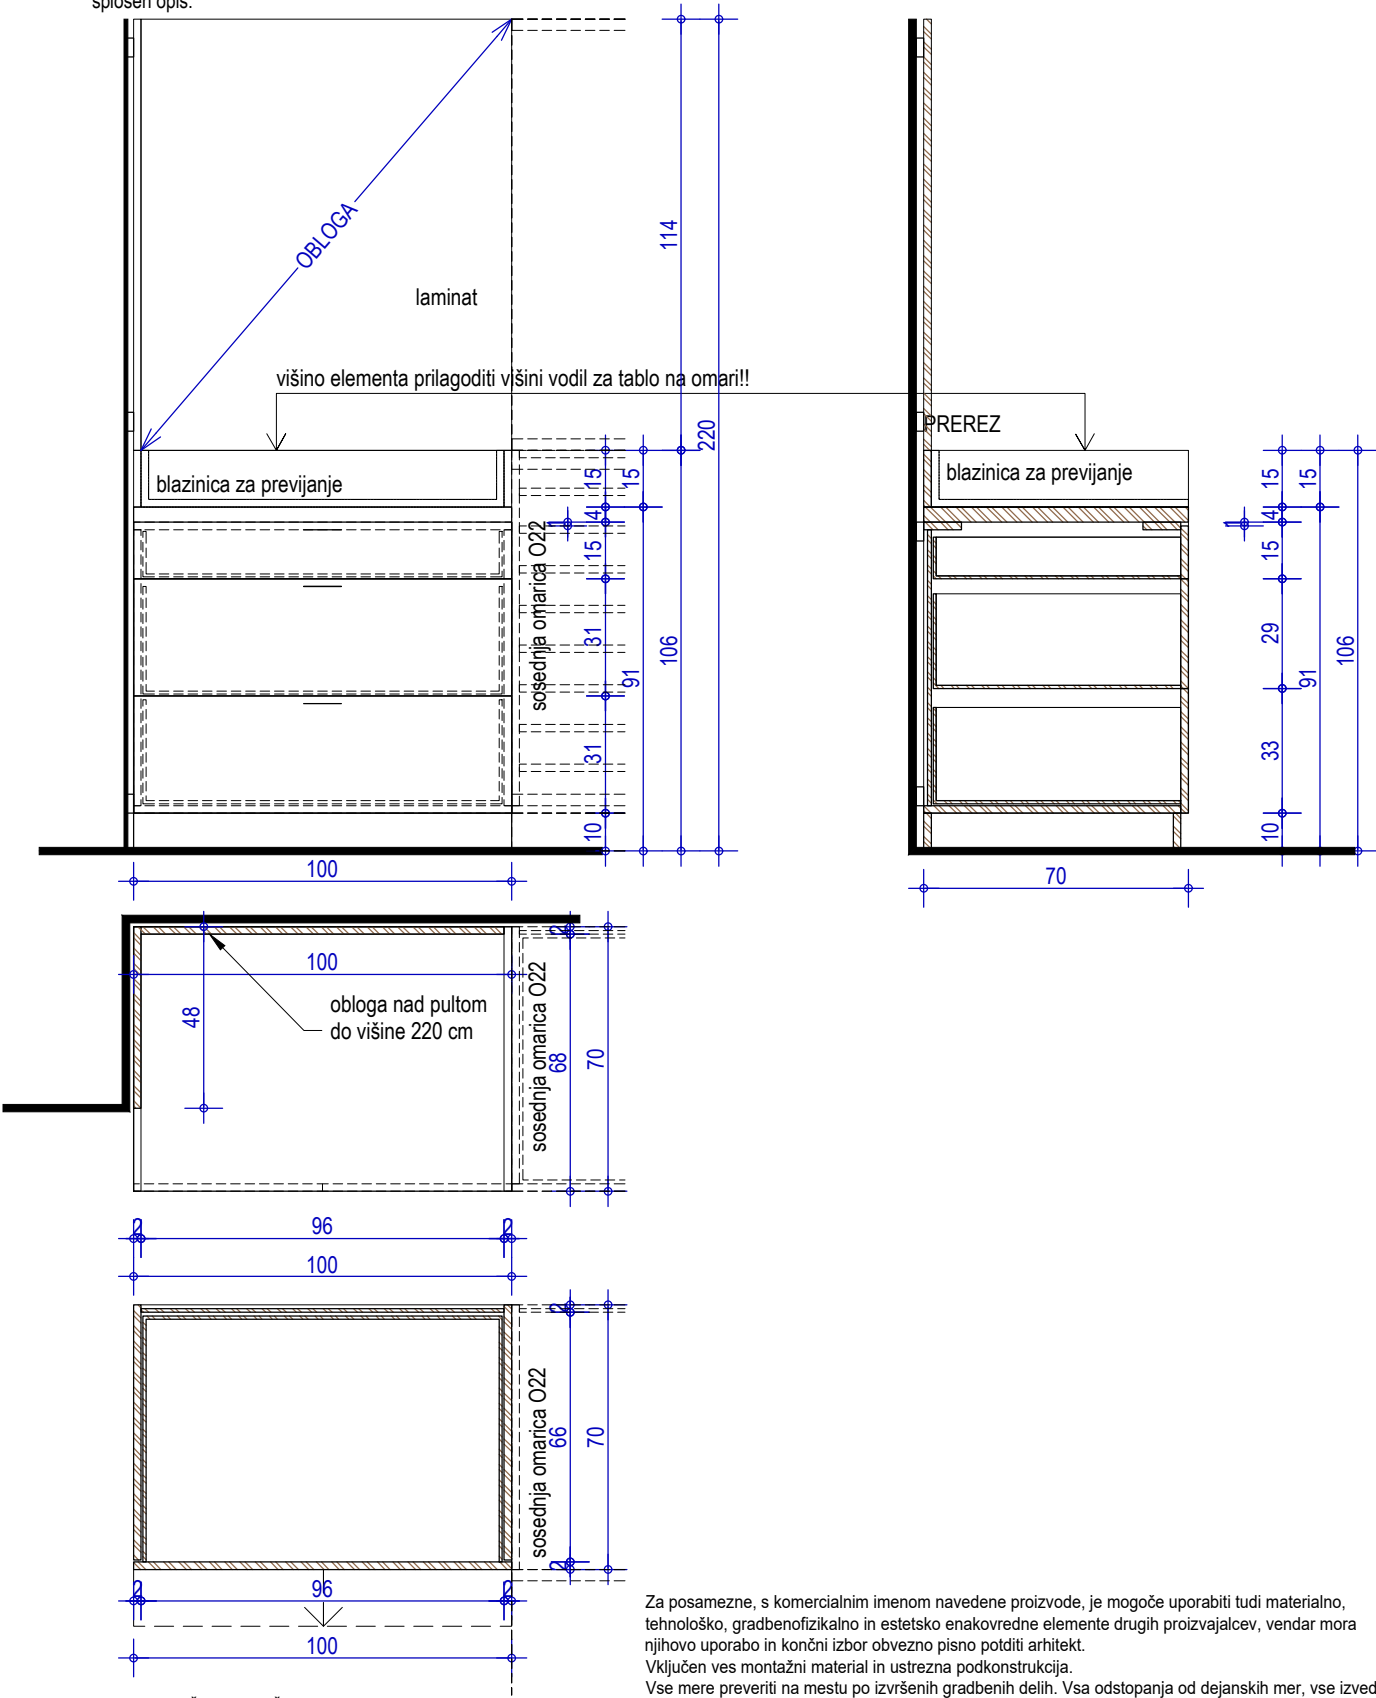 splošen opis.
OBLOGA
laminat
višino elementa prilagoditi višini vodil za tablo na omari!!
PREREZ
blazinica za previjanje
blazinica za previjanje
sosednja omarica O22
114
220
15
15
4
15
31
31
10
91
106
100
15
15
4
15
29
33
10
91
106
70
100
48
obloga nad pultom
do višine 220 cm
sosednja omarica O22
2
68
70
2
96
2
100
sosednja omarica O22
2
66
70
2
2
96
2
100
Za posamezne, s komercialnim imenom navedene proizvode, je mogoče uporabiti tudi materialno,
tehnološko, gradbenofizikalno in estetsko enakovredne elemente drugih proizvajalcev, vendar mora
njihovo uporabo in končni izbor obvezno pisno potditi arhitekt.
Vključen ves montažni material in ustrezna podkonstrukcija.
Vse mere preveriti na mestu po izvršenih gradbenih delih. Vsa odstopanja od dejanskih mer, vse izved